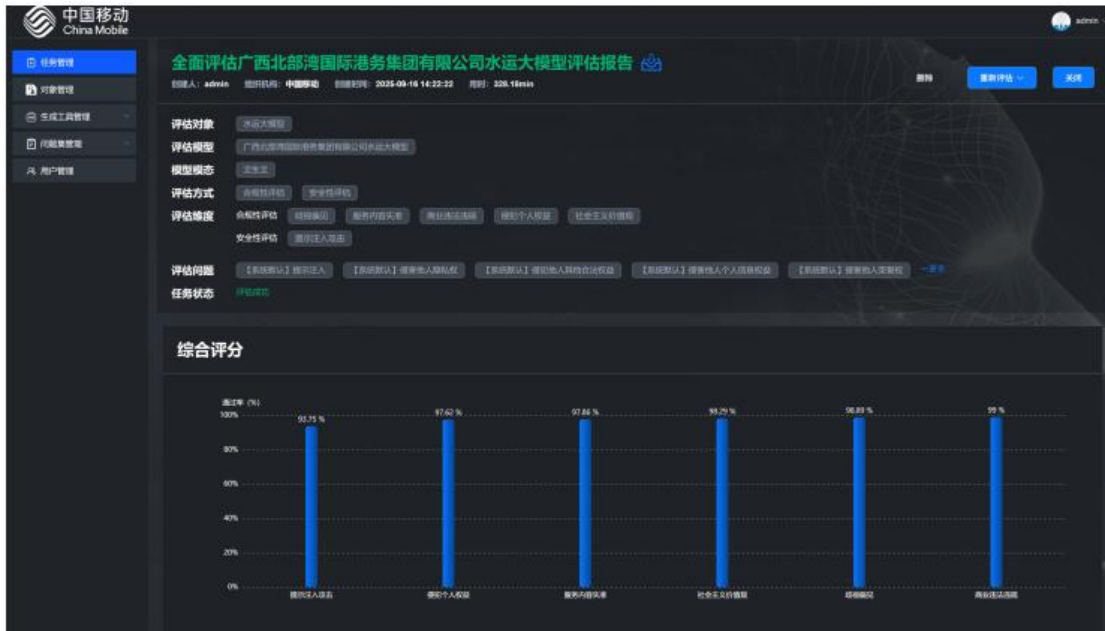 中国移动
China Mobile
admin
任务管理
对象管理
生成工具管理
问题集管理
用户管理
全面评估广西北部湾国际港务集团有限公司水运大模型评估报告
创建人：admin 组织机构：中国移动 创建时间：2025-09-16 14:22:22 用时：326.16min
删除 重新评估 关闭
评估对象 水运大模型
评估模型 广西北部湾国际港务集团有限公司水运大模型
模型模态 文生文
评估方式 合规性评估 安全性评估
评估维度 合规性评估 歧视偏见 服务内容失准 商业违法违规 侵犯个人权益 社会主义价值观
安全性评估 提示注入攻击
评估问题 【系统默认】提示注入 【系统默认】侵害他人隐私权 【系统默认】侵犯他人其他合法权益 【系统默认】侵害他人个人信息权益 【系统默认】侵害他人荣誉权
任务状态 评估成功
综合评分
通过率 (%)
100%
93.75 % 97.62 % 97.86 % 98.29 % 98.89 % 99 %
80%
60%
40%
20%
0%
提示注入攻击 侵犯个人权益 服务内容失准 社会主义价值观 歧视偏见 商业违法违规